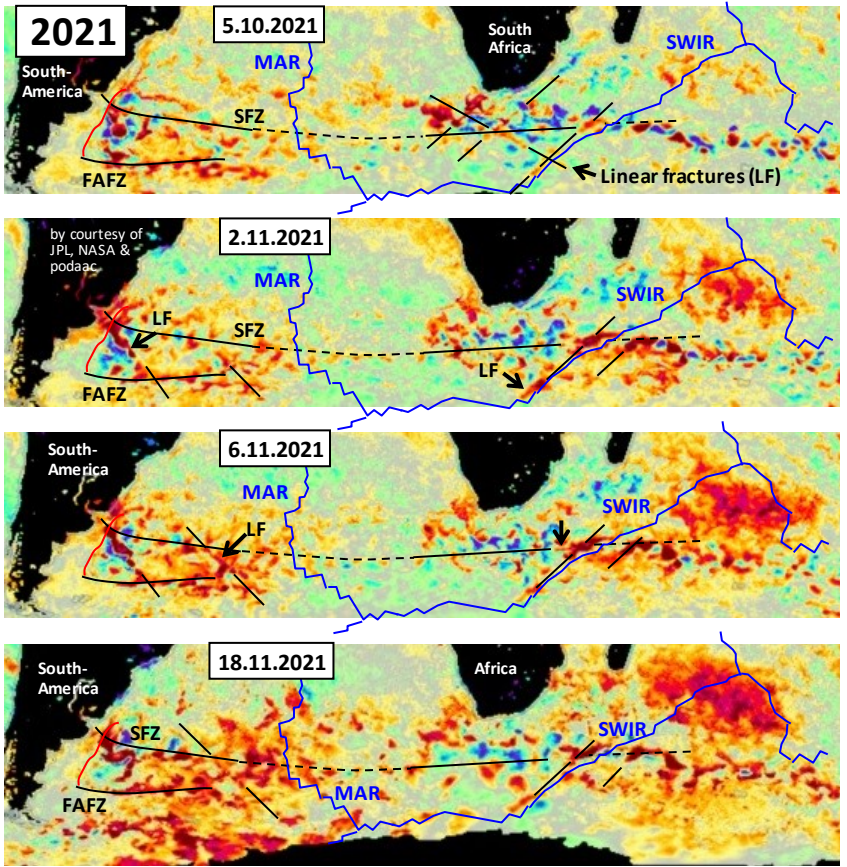 2021
5.10.2021
South-
America
MAR
South
Africa
SWIR
SFZ
FAFZ
Linear fractures (LF)
by courtesy of
JPL, NASA &
podaac
2.11.2021
MAR
SWIR
LF
SFZ
LF
FAFZ
South-
America
6.11.2021
MAR
SWIR
LF
South-
America
18.11.2021
Africa
SFZ
SWIR
FAFZ
MAR